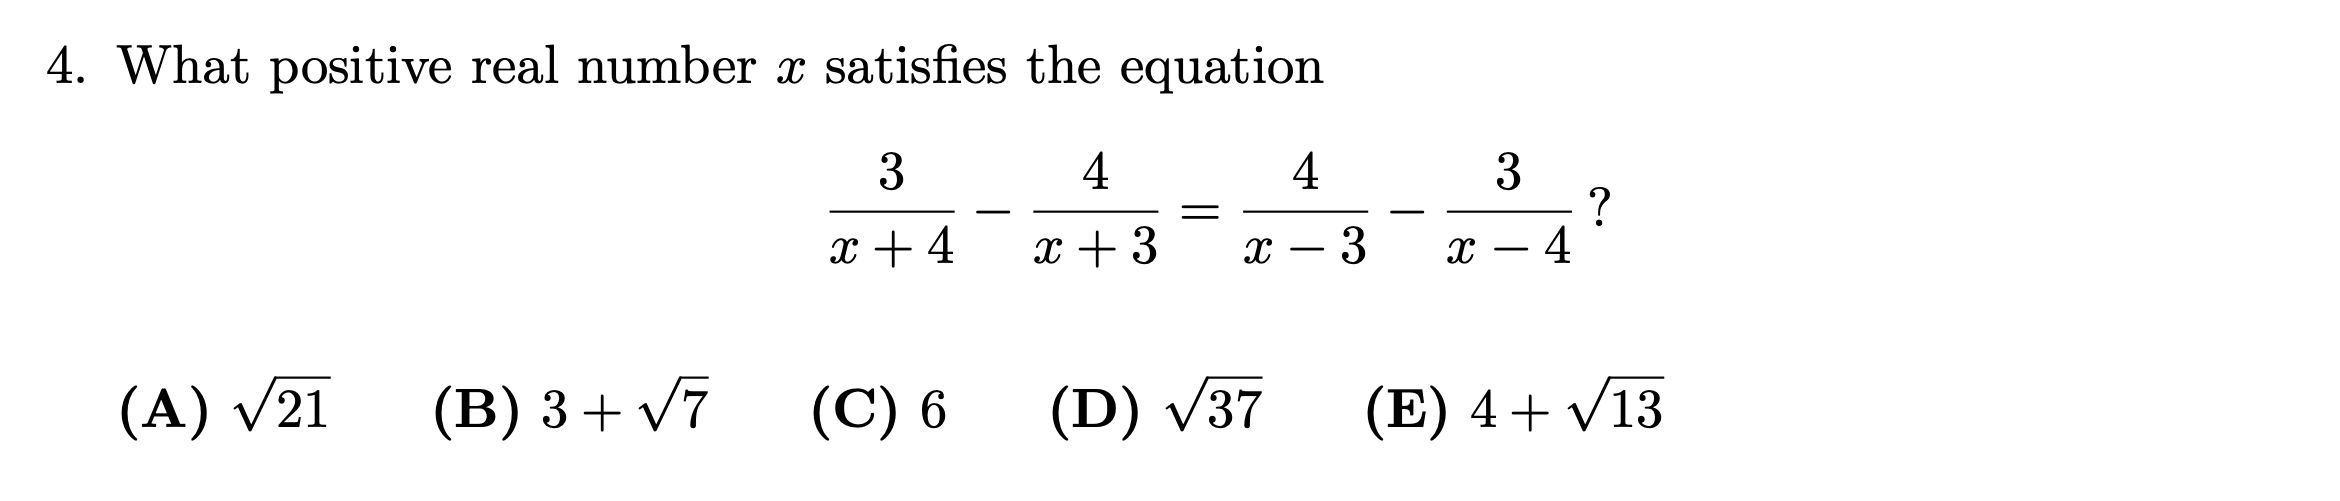 4. What positive real number x satisfies the equation
3/(x + 4) − 4/(x + 3) = 4/(x − 3) − 3/(x − 4) ?
(A) √21 (B) 3 + √7 (C) 6 (D) √37 (E) 4 + √13